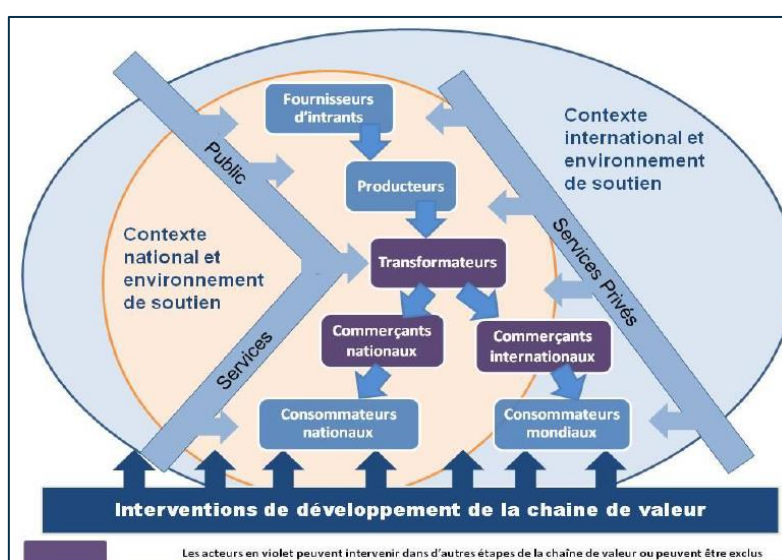 Fournisseurs
d'intrants
Contexte
international et
environnement
de soutien
Public
Producteurs
Contexte
national et
environnement
de soutien
Transformateurs
Services Privés
Commerçants
nationaux
Commerçants
internationaux
Services
Consommateurs
nationaux
Consommateurs
mondiaux
Interventions de développement de la chaine de valeur
Les acteurs en violet peuvent intervenir dans d'autres étapes de la chaîne de valeur ou peuvent être exclus